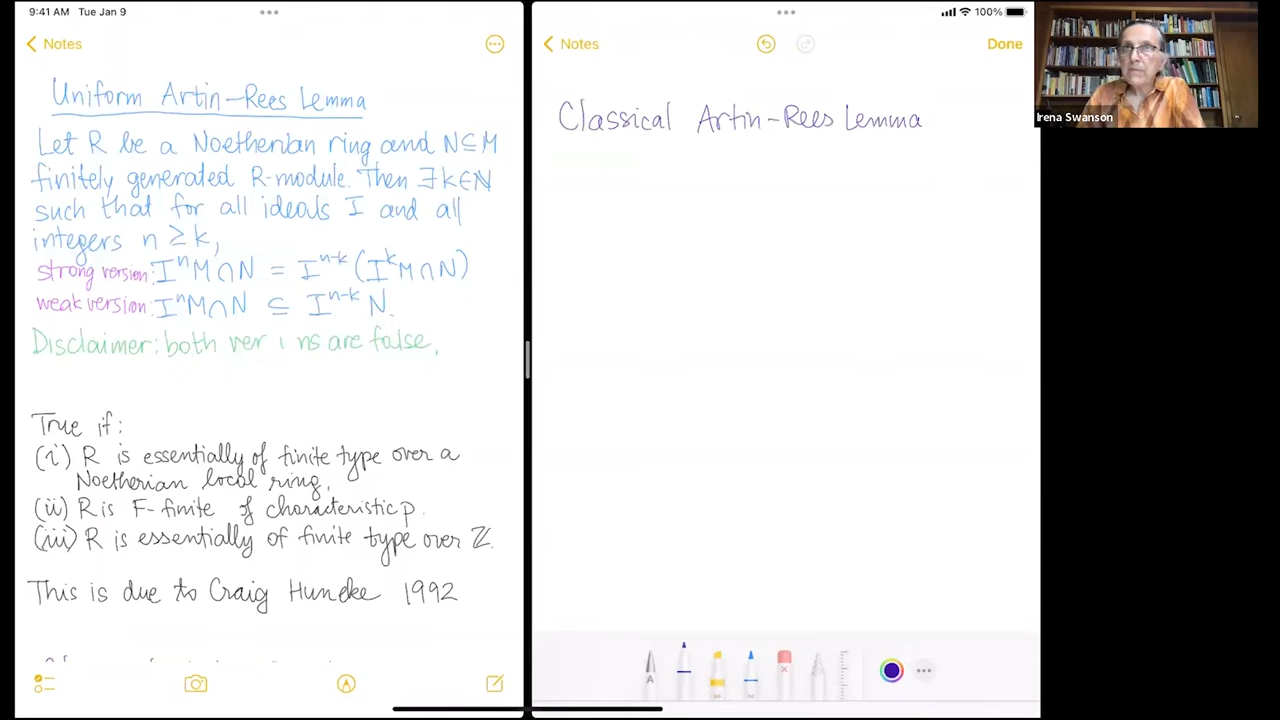 9:41 AM Tue Jan 9
Notes
Uniform Artin-Rees Lemma
Let R be a Noetherian ring and N⊆M
finitely generated R-module. Then ∃k∈ℕ
such that for all ideals I and all
integers n ≥ k,
strong version: IⁿM∩N = Iⁿ⁻ᵏ(IᵏM∩N)
weak version: IⁿM∩N ⊆ Iⁿ⁻ᵏN.
Disclaimer: both ver i ns are false.
True if:
(i) R is essentially of finite type over a
Noetherian local ring.
(ii) R is F-finite of characteristic p.
(iii) R is essentially of finite type over ℤ.
This is due to Craig Huneke 1992
100%
Notes
Done
Classical Artin-Rees Lemma
A
Irena Swanson